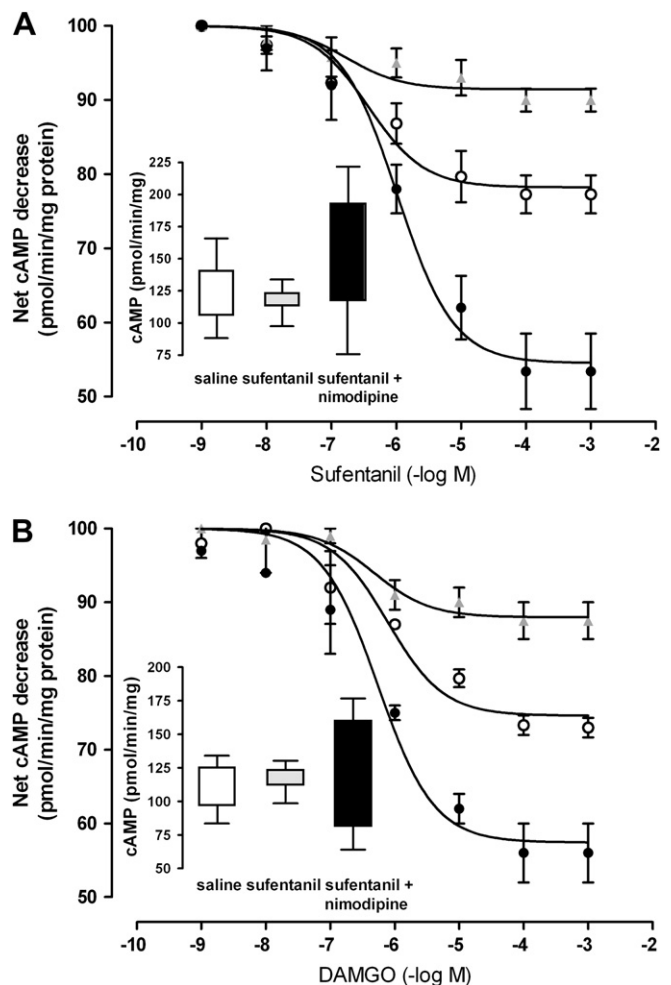 A
Net cAMP decrease
(pmol/min/mg protein)
100
90
80
70
60
50
cAMP (pmol/min/mg)
225
200
175
150
125
100
75
saline sufentanil sufentanil +
nimodipine
-10 -9 -8 -7 -6 -5 -4 -3 -2
Sufentanil (-log M)
B
Net cAMP decrease
(pmol/min/mg protein)
100
90
80
70
60
50
cAMP (pmol/min/mg)
200
175
150
125
100
75
50
saline sufentanil sufentanil +
nimodipine
-10 -9 -8 -7 -6 -5 -4 -3 -2
DAMGO (-log M)